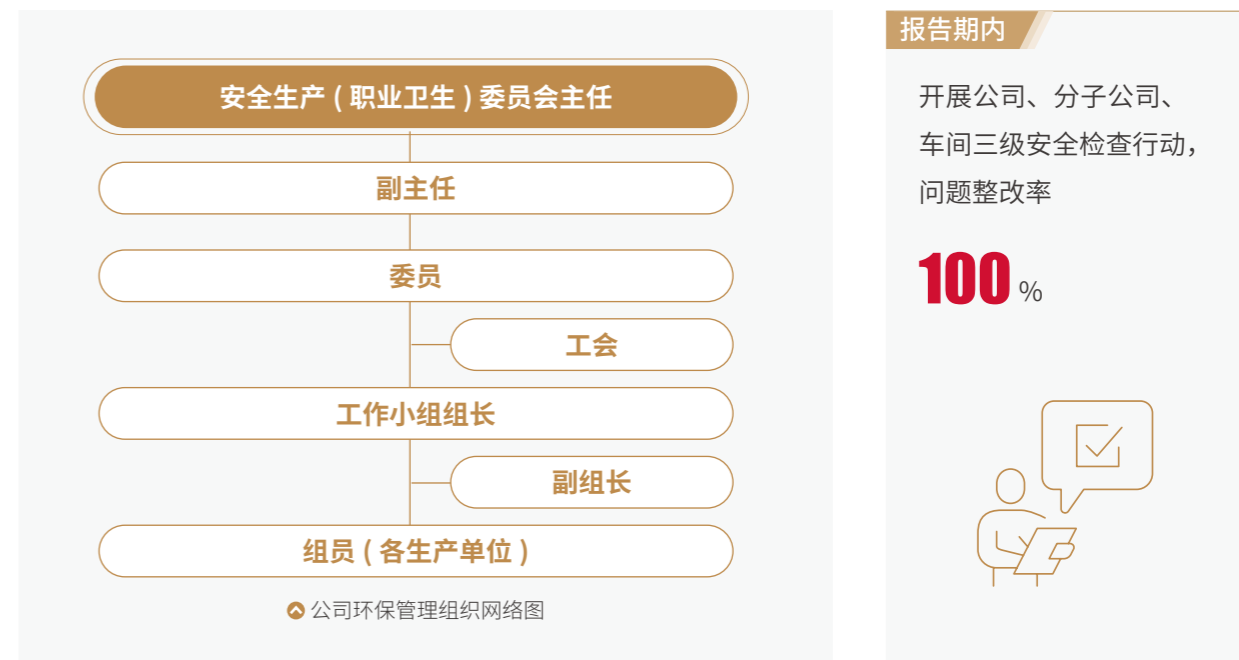 安全生产 ( 职业卫生 ) 委员会主任
副主任
委员
工会
工作小组组长
副组长
组员 ( 各生产单位 )
公司环保管理组织网络图
报告期内
开展公司、分子公司、
车间三级安全检查行动，
问题整改率
100 %